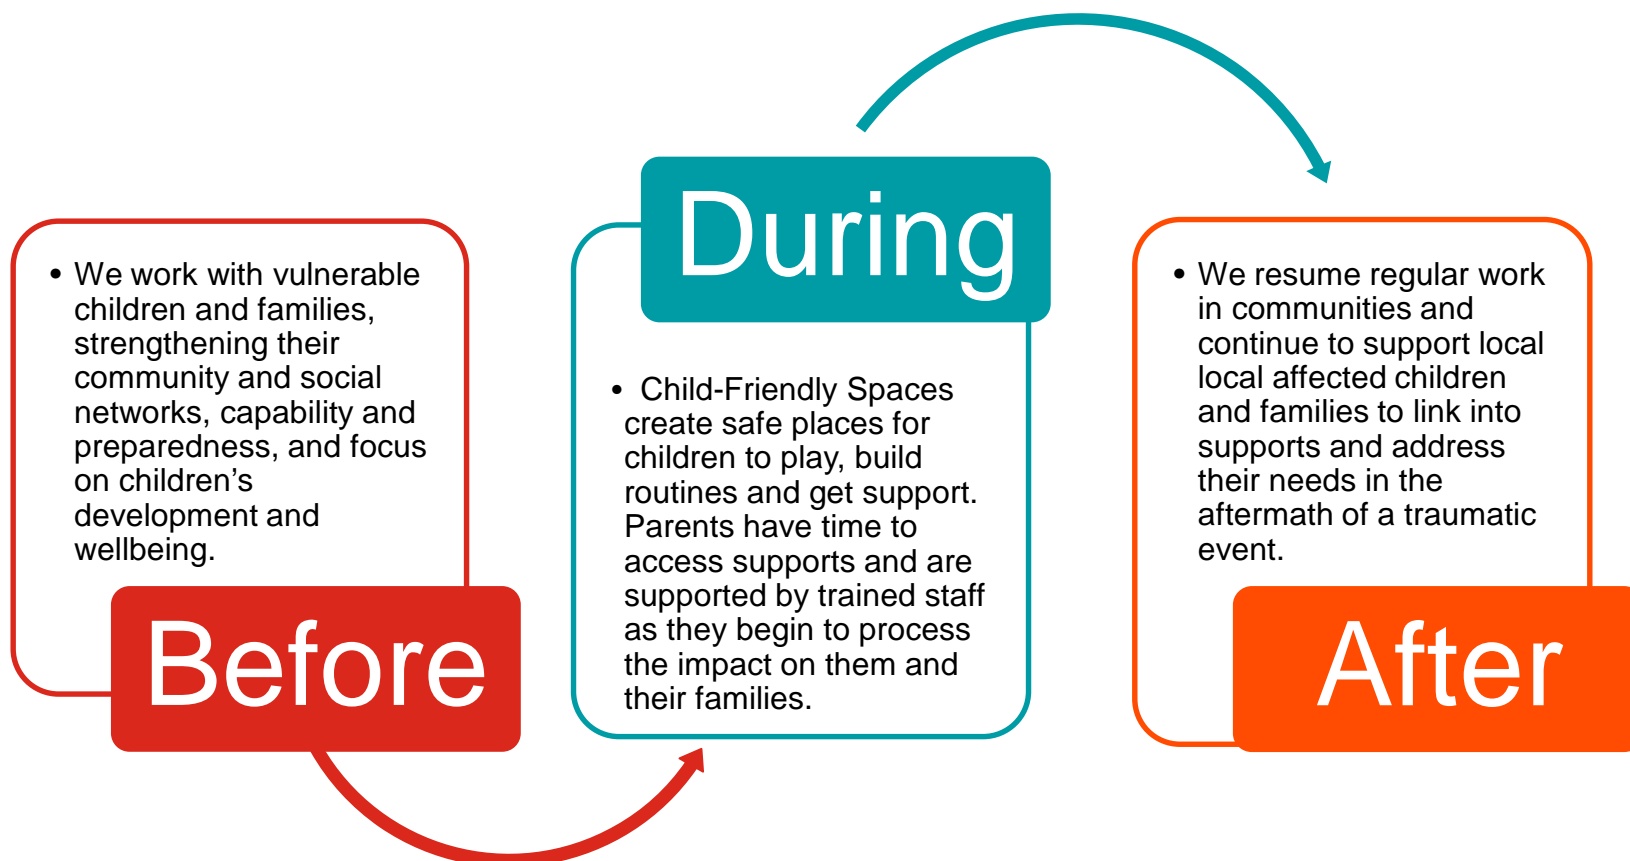 • We work with vulnerable
children and families,
strengthening their
community and social
networks, capability and
preparedness, and focus
on children’s
development and
wellbeing.
Before
During
• Child-Friendly Spaces
create safe places for
children to play, build
routines and get support.
Parents have time to
access supports and are
supported by trained staff
as they begin to process
the impact on them and
their families.
• We resume regular work
in communities and
continue to support local
local affected children
and families to link into
supports and address
their needs in the
aftermath of a traumatic
event.
After